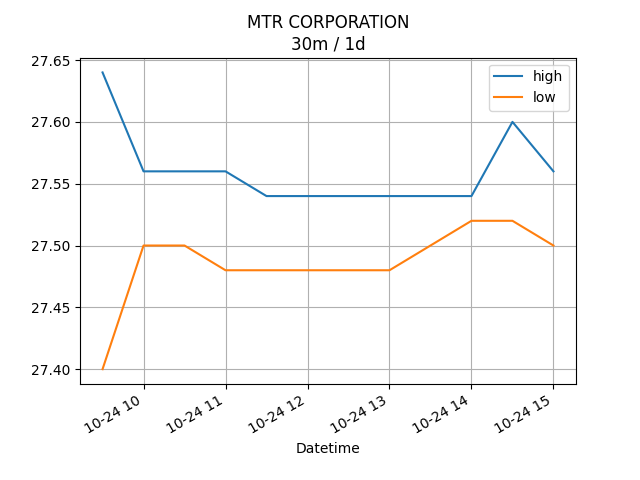 MTR CORPORATION
30m / 1d
27.65
27.60
27.55
27.50
27.45
27.40
high
low
10-24 10
10-24 11
10-24 12
10-24 13
10-24 14
10-24 15
Datetime